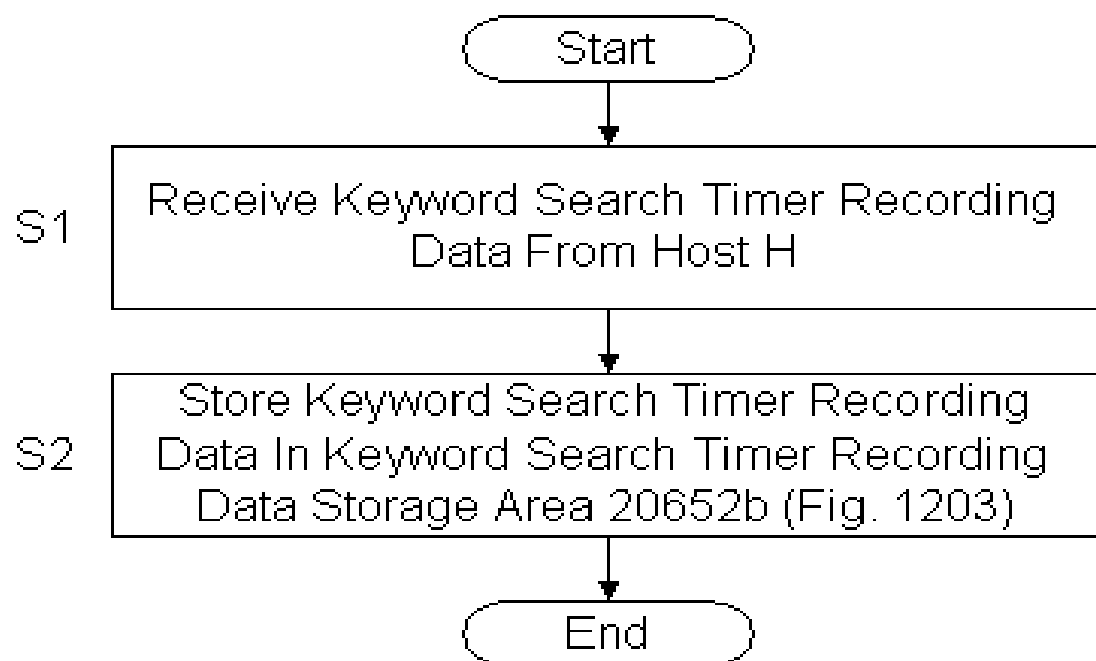 Start
S1
Receive Keyword Search Timer Recording
Data From Host H
S2
Store Keyword Search Timer Recording
Data In Keyword Search Timer Recording
Data Storage Area 20652b (Fig. 1203)
End